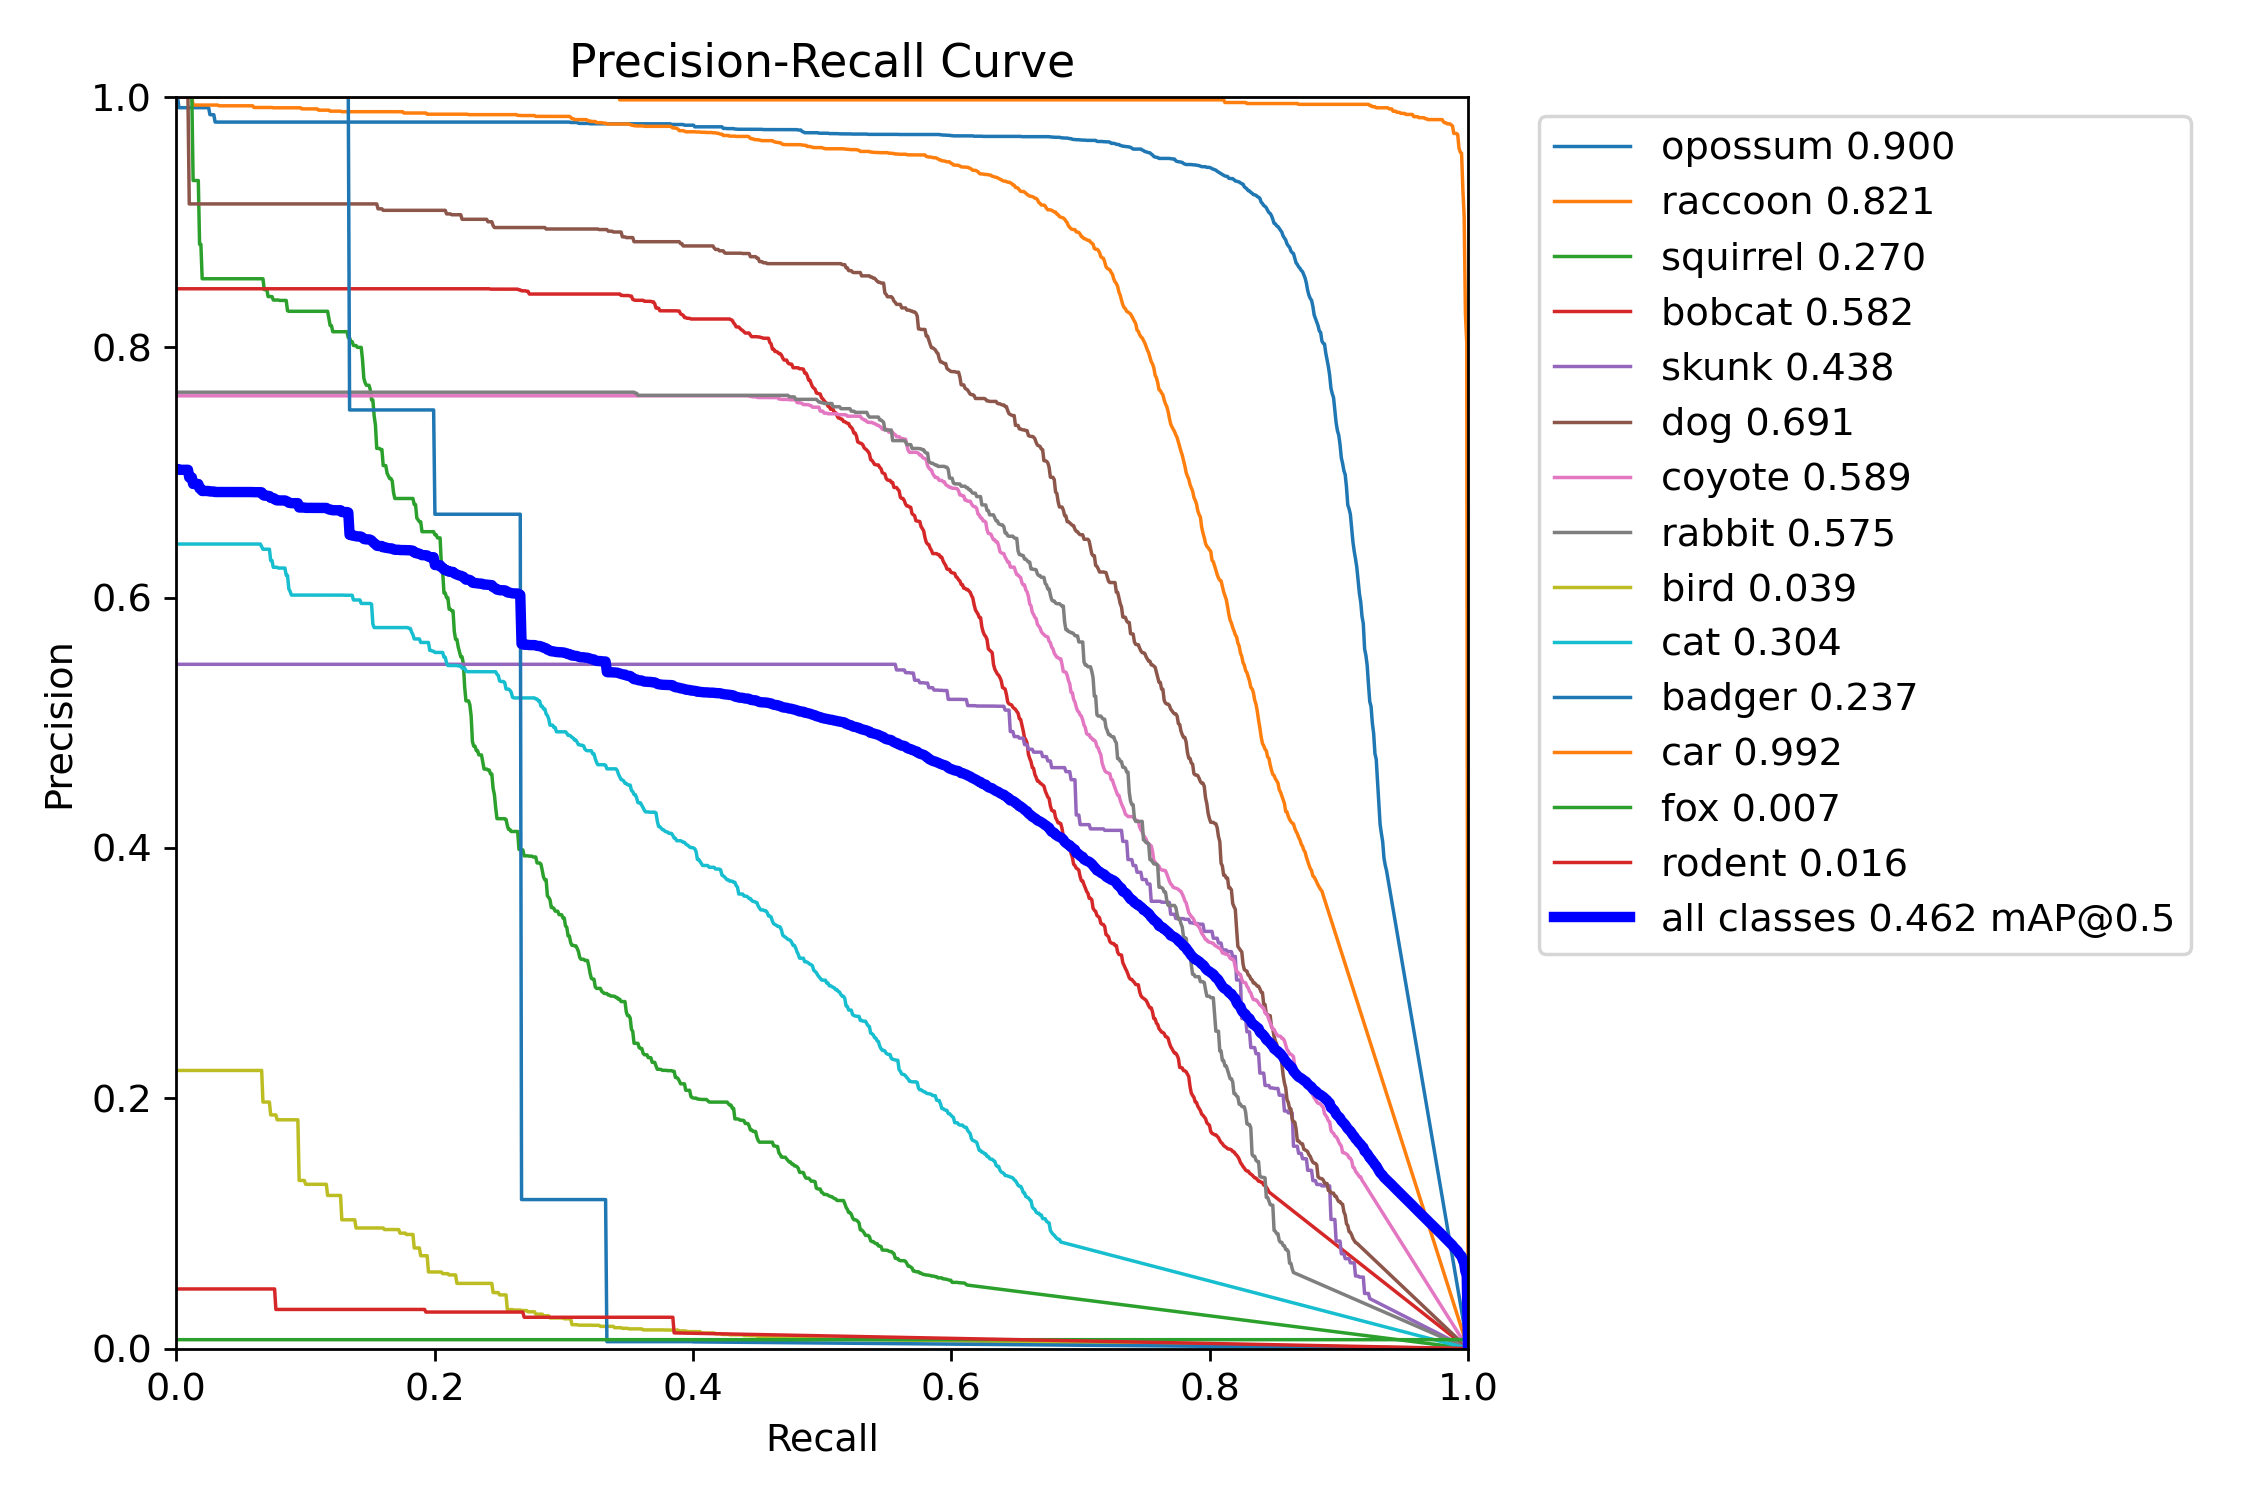 Precision-Recall Curve
1.0
0.8
0.6
0.4
0.2
0.0
Precision
0.0 0.2 0.4 0.6 0.8 1.0
Recall
opossum 0.900
raccoon 0.821
squirrel 0.270
bobcat 0.582
skunk 0.438
dog 0.691
coyote 0.589
rabbit 0.575
bird 0.039
cat 0.304
badger 0.237
car 0.992
fox 0.007
rodent 0.016
all classes 0.462 mAP@0.5